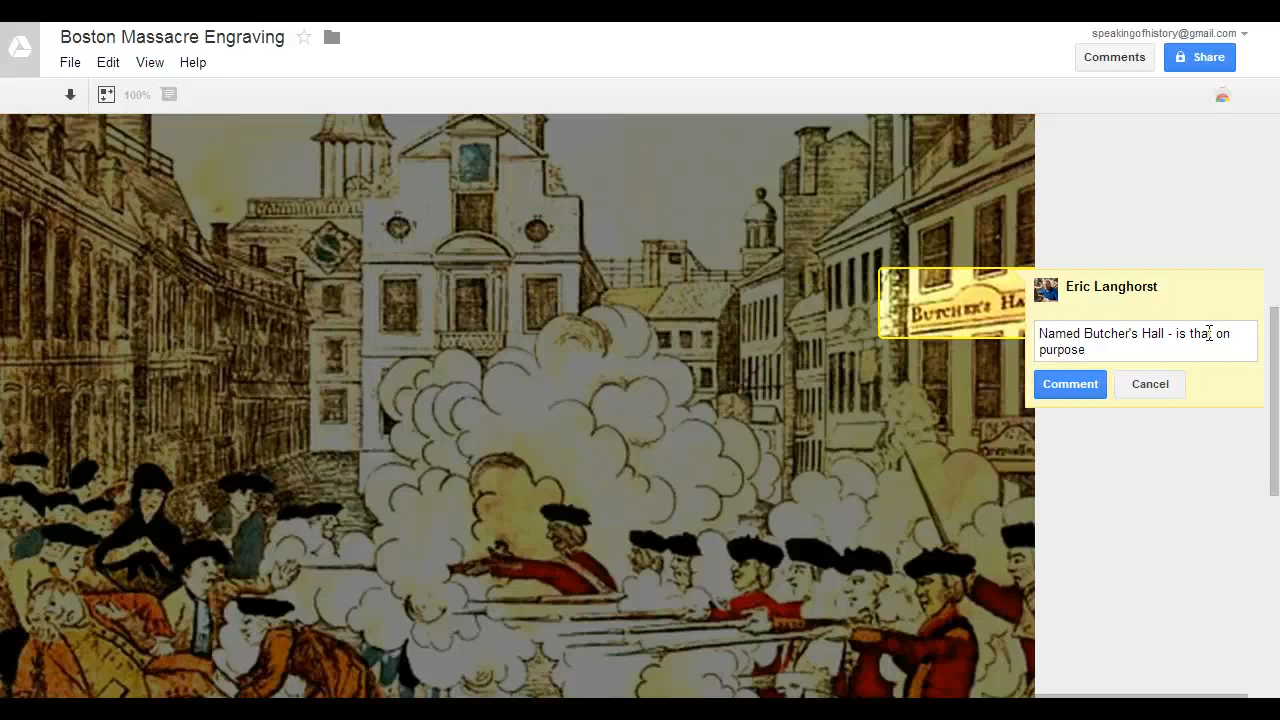 Boston Massacre Engraving
speakingofhistory@gmail.com
File Edit View Help
Comments
Share
100%
BUTCHER'S HA
Eric Langhorst
Named Butcher's Hall - is that on
purpose
Comment
Cancel